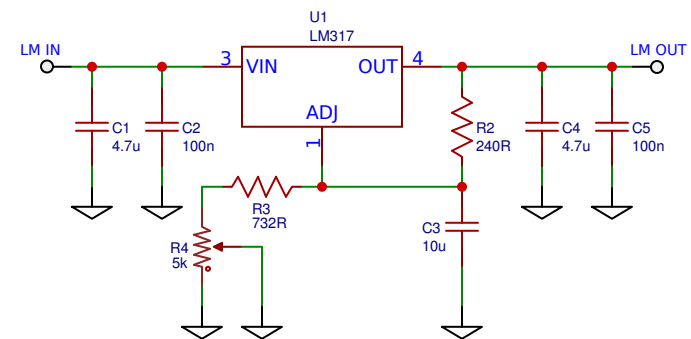 U1
LM317
LM IN
3
VIN
OUT
4
LM OUT
ADJ
1
C1
4.7u
C2
100n
R2
240R
C4
4.7u
C5
100n
R3
732R
C3
10u
R4
5k